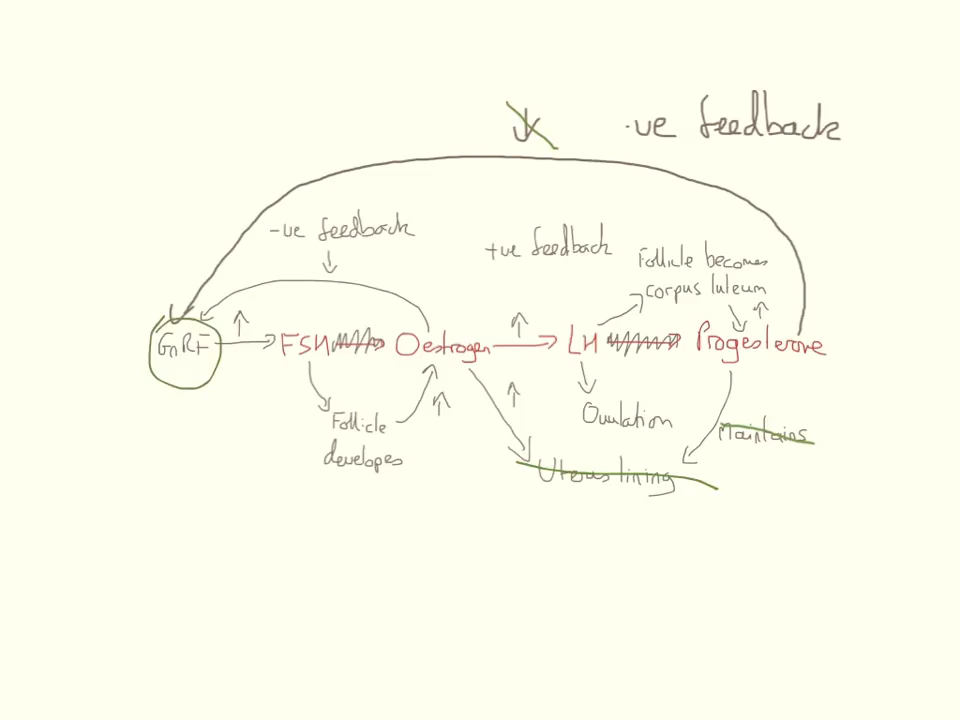 -ve feedback
-ve feedback
+ve feedback
Follicle becomes
corpus luteum
GnRF
FSH
Oestrogen
LH
Progesterone
Follicle
developes
Ovulation
Maintains
Uterus lining